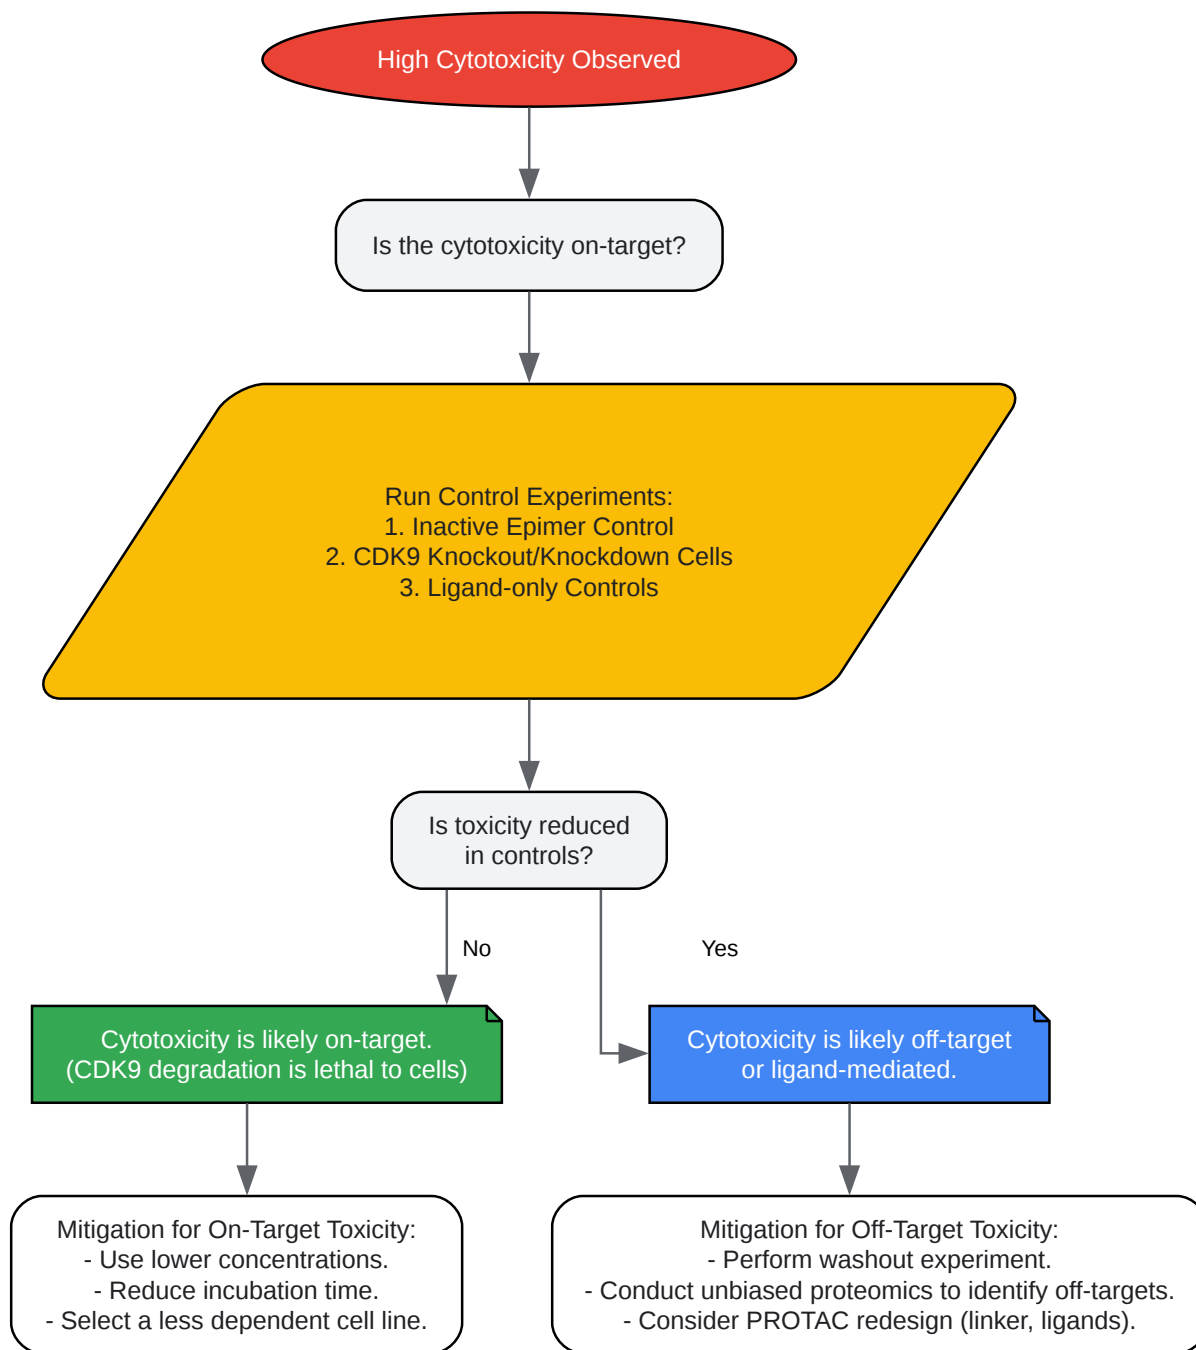 High Cytotoxicity Observed
Is the cytotoxicity on-target?
Run Control Experiments:
1. Inactive Epimer Control
2. CDK9 Knockout/Knockdown Cells
3. Ligand-only Controls
Is toxicity reduced
in controls?
No
Yes
Cytotoxicity is likely on-target.
(CDK9 degradation is lethal to cells)
Cytotoxicity is likely off-target
or ligand-mediated.
Mitigation for On-Target Toxicity:
- Use lower concentrations.
- Reduce incubation time.
- Select a less dependent cell line.
Mitigation for Off-Target Toxicity:
- Perform washout experiment.
- Conduct unbiased proteomics to identify off-targets.
- Consider PROTAC redesign (linker, ligands).